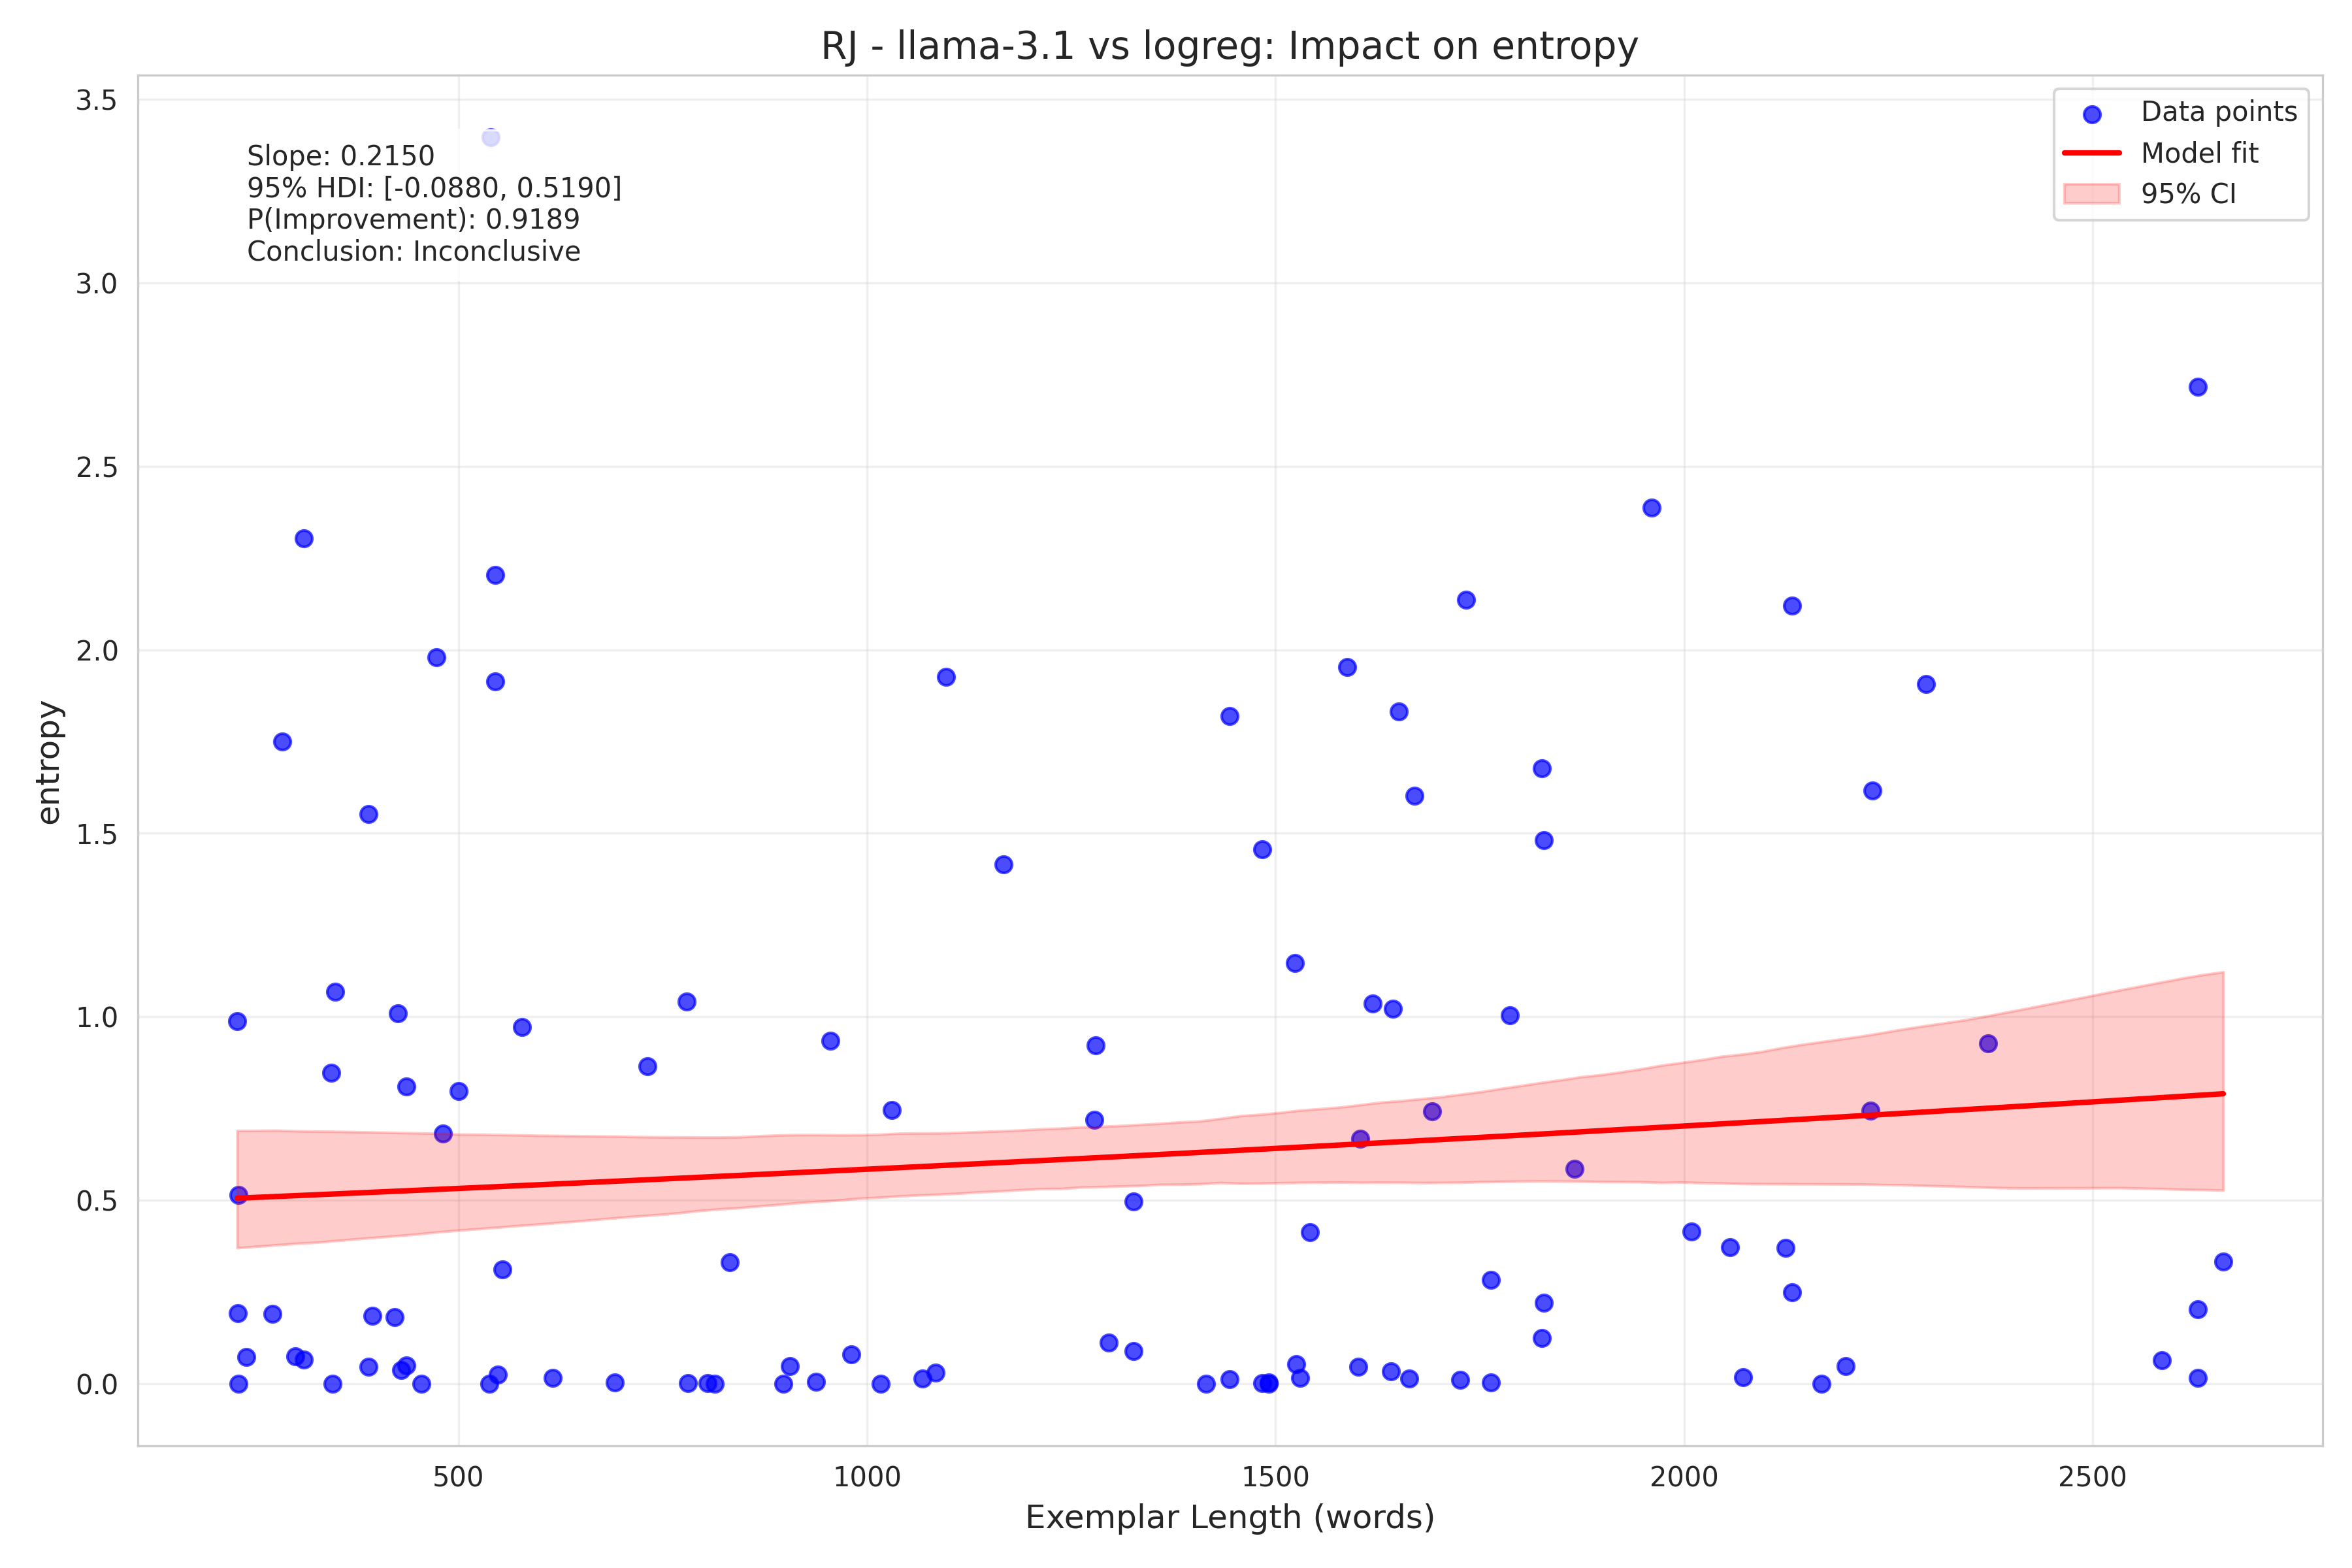 RJ - llama-3.1 vs logreg: Impact on entropy
3.5
3.0
2.5
2.0
1.5
1.0
0.5
0.0
entropy
Slope: 0.2150
95% HDI: [-0.0880, 0.5190]
P(Improvement): 0.9189
Conclusion: Inconclusive
Data points
Model fit
95% CI
500
1000
1500
2000
2500
Exemplar Length (words)